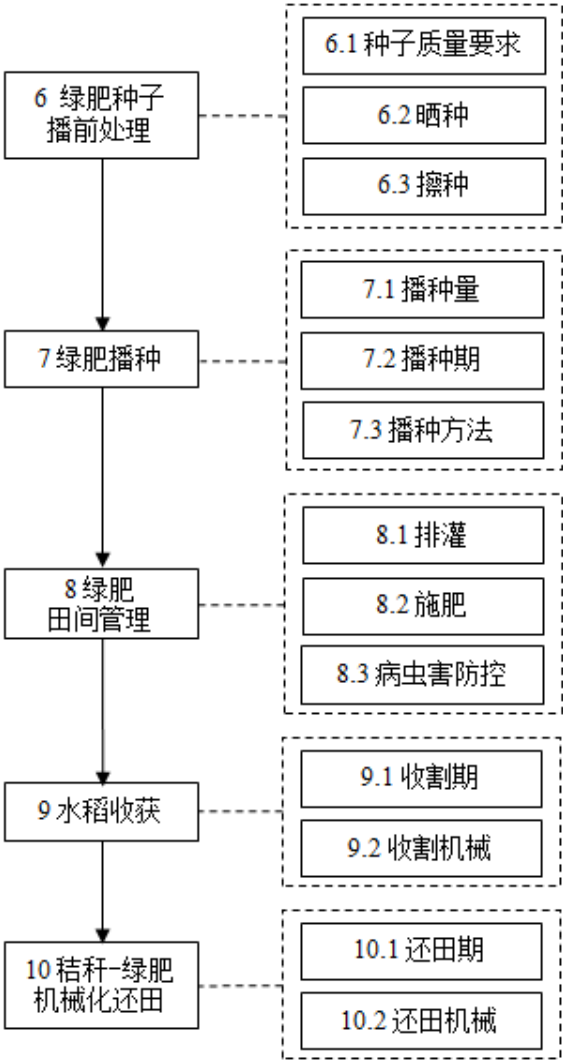 6 绿肥种子
播前处理
6.1 种子质量要求
6.2 晒种
6.3 擦种
7 绿肥播种
7.1 播种量
7.2 播种期
7.3 播种方法
8 绿肥
田间管理
8.1 排灌
8.2 施肥
8.3 病虫害防控
9 水稻收获
9.1 收割期
9.2 收割机械
10 秸秆-绿肥
机械化还田
10.1 还田期
10.2 还田机械